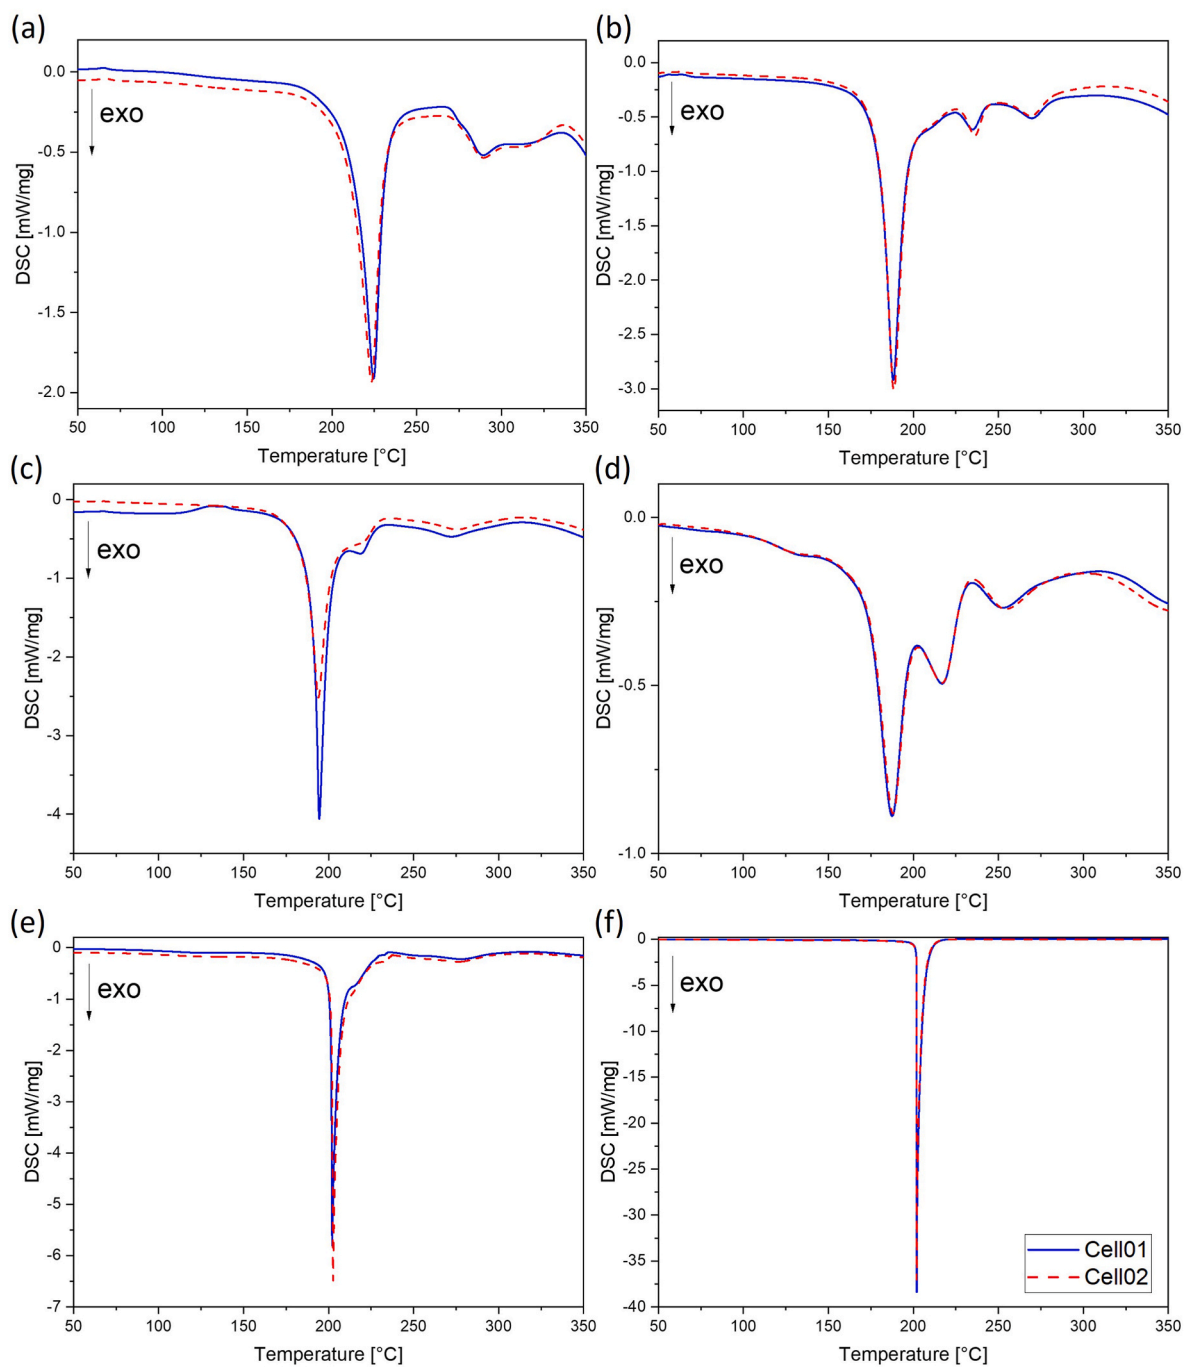 (a)
0.0
-0.5
-1.0
-1.5
-2.0
DSC [mW/mg]
exo
50 100 150 200 250 300 350
Temperature [°C]
(b)
0.0
-0.5
-1.0
-1.5
-2.0
-2.5
-3.0
DSC [mW/mg]
exo
50 100 150 200 250 300 350
Temperature [°C]
(c)
0
-1
-2
-3
-4
DSC [mW/mg]
exo
50 100 150 200 250 300 350
Temperature [°C]
(d)
0.0
-0.5
-1.0
DSC [mW/mg]
exo
50 100 150 200 250 300 350
Temperature [°C]
(e)
0
-1
-2
-3
-4
-5
-6
-7
DSC [mW/mg]
exo
50 100 150 200 250 300 350
Temperature [°C]
(f)
0
-5
-10
-15
-20
-25
-30
-35
-40
DSC [mW/mg]
exo
Cell01
Cell02
50 100 150 200 250 300 350
Temperature [°C]